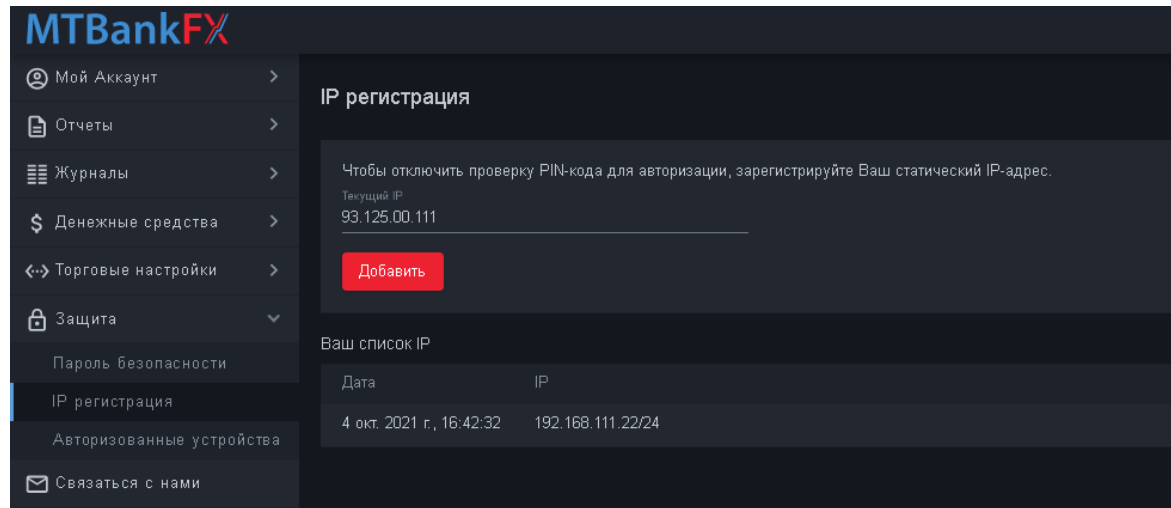 MTBankFX
Мой Аккаунт
Отчеты
Журналы
Денежные средства
Торговые настройки
Защита
Пароль безопасности
IP регистрация
Авторизованные устройства
Связаться с нами
IP регистрация
Чтобы отключить проверку PIN-кода для авторизации, зарегистрируйте Ваш статический IP-адрес.
Текущий IP
93.125.00.111
Добавить
Ваш список IP
Дата IP
4 окт. 2021 г., 16:42:32 192.168.111.22/24